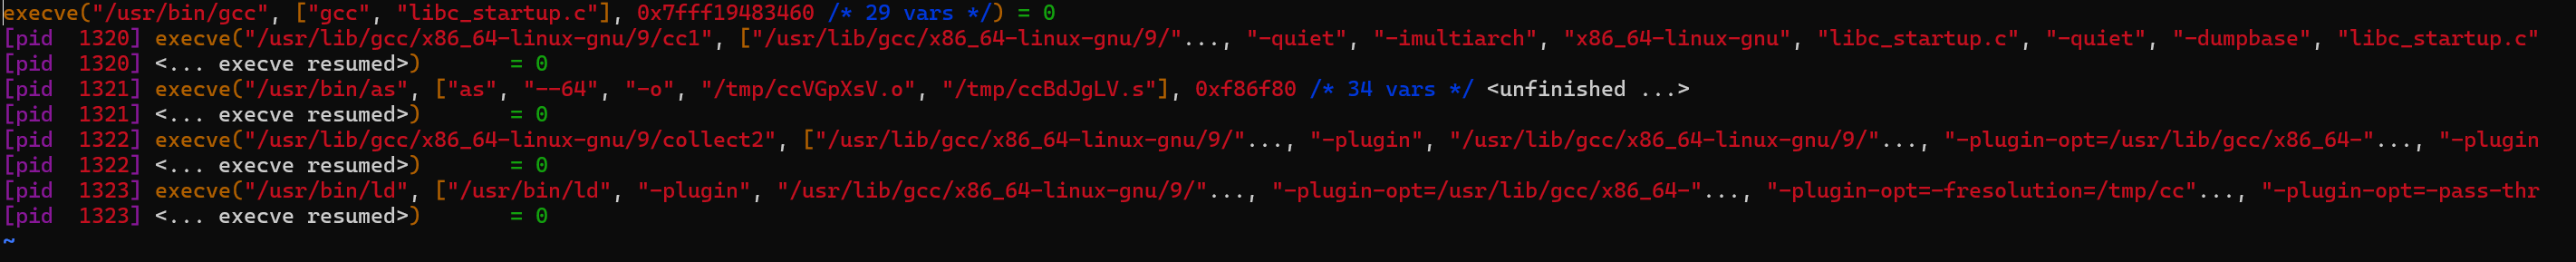 execve("/usr/bin/gcc", ["gcc", "libc_startup.c"], 0x7fff19483460 /* 29 vars */) = 0
[pid  1320] execve("/usr/lib/gcc/x86_64-linux-gnu/9/cc1", ["/usr/lib/gcc/x86_64-linux-gnu/9/"..., "-quiet", "-imultiarch", "x86_64-linux-gnu", "libc_startup.c", "-quiet", "-dumpbase", "libc_startup.c"
[pid  1320] <... execve resumed>)       = 0
[pid  1321] execve("/usr/bin/as", ["as", "--64", "-o", "/tmp/ccVGpXsV.o", "/tmp/ccBdJgLV.s"], 0xf86f80 /* 34 vars */ <unfinished ...>
[pid  1321] <... execve resumed>)       = 0
[pid  1322] execve("/usr/lib/gcc/x86_64-linux-gnu/9/collect2", ["/usr/lib/gcc/x86_64-linux-gnu/9/"..., "-plugin", "/usr/lib/gcc/x86_64-linux-gnu/9/"..., "-plugin-opt=/usr/lib/gcc/x86_64-"..., "-plugin
[pid  1322] <... execve resumed>)       = 0
[pid  1323] execve("/usr/bin/ld", ["/usr/bin/ld", "-plugin", "/usr/lib/gcc/x86_64-linux-gnu/9/"..., "-plugin-opt=/usr/lib/gcc/x86_64-"..., "-plugin-opt=-fresolution=/tmp/cc"..., "-plugin-opt=-pass-thr
[pid  1323] <... execve resumed>)       = 0
~